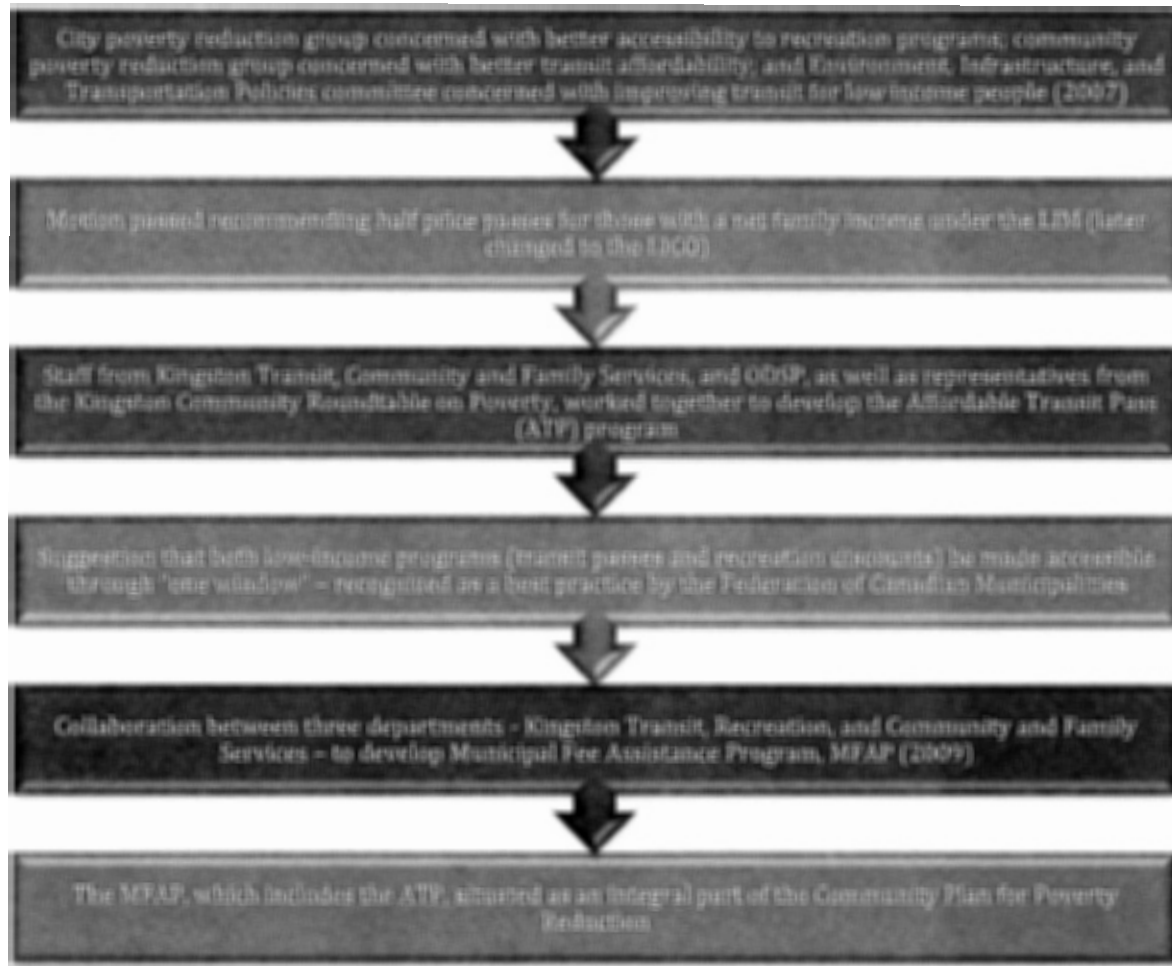 City poverty reduction group concerned with better accessibility to recreation programs; community
poverty reduction group concerned with better transit affordability; and Environment, Infrastructure, and
Transportation Policies committee concerned with improving transit for low income people (2007)
Motion passed recommending half price passes for those with a net family income under the LIM (later
changed to the LICO)
Staff from Kingston Transit, Community and Family Services, and ODSP, as well as representatives from
the Kingston Community Roundtable on Poverty, worked together to develop the Affordable Transit Pass
(ATP) program
Suggestion that both low-income programs (transit passes and recreation discounts) be made accessible
through "one window" – recognized as a best practice by the Federation of Canadian Municipalities
Collaboration between three departments - Kingston Transit, Recreation, and Community and Family
Services – to develop Municipal Fee Assistance Program, MFAP (2009)
The MFAP, which includes the ATP, situated as an integral part of the Community Plan for Poverty
Reduction